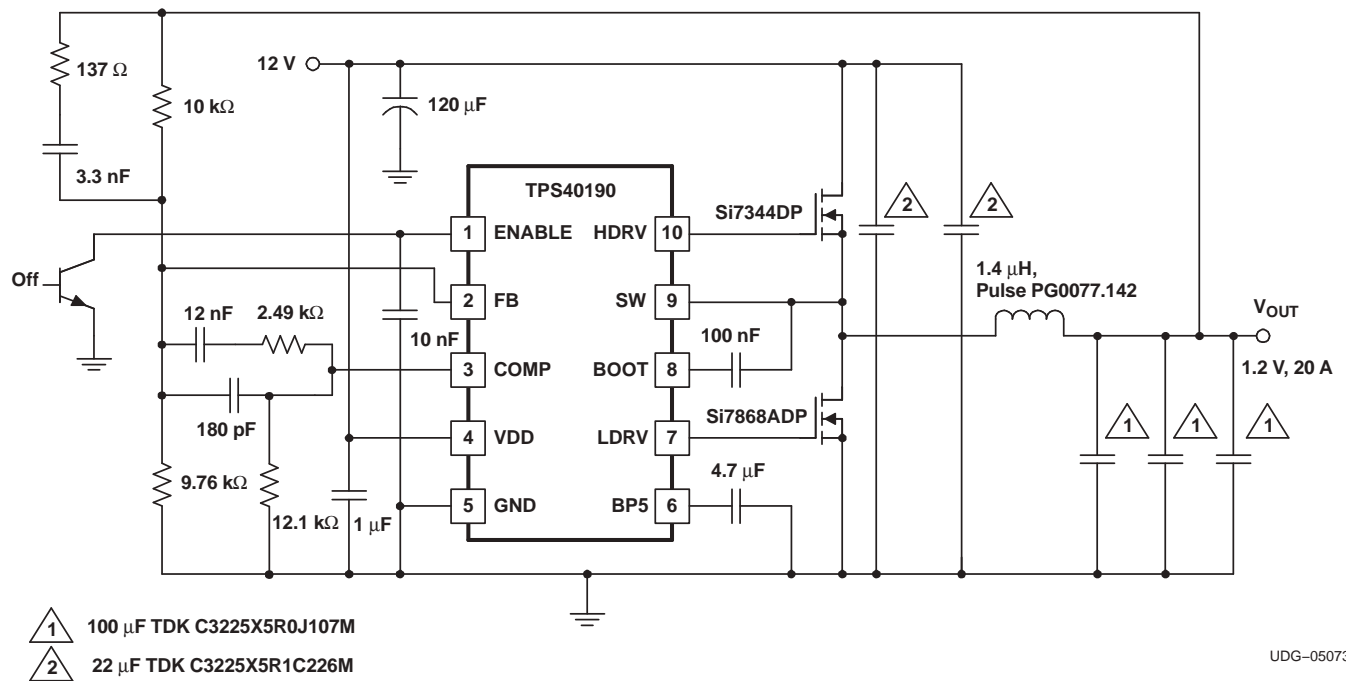 137 Ω
10 kΩ
3.3 nF
12 V
120 μF
TPS40190
1 ENABLE HDRV 10
2 FB SW 9
3 COMP BOOT 8
4 VDD LDRV 7
5 GND BP5 6
Off
12 nF
2.49 kΩ
10 nF
180 pF
9.76 kΩ
12.1 kΩ
1 μF
Si7344DP
100 nF
Si7868ADP
4.7 μF
2
2
1.4 μH,
Pulse PG0077.142
VOUT
1.2 V, 20 A
1
1
1
1 100 μF TDK C3225X5R0J107M
2 22 μF TDK C3225X5R1C226M
UDG−05073